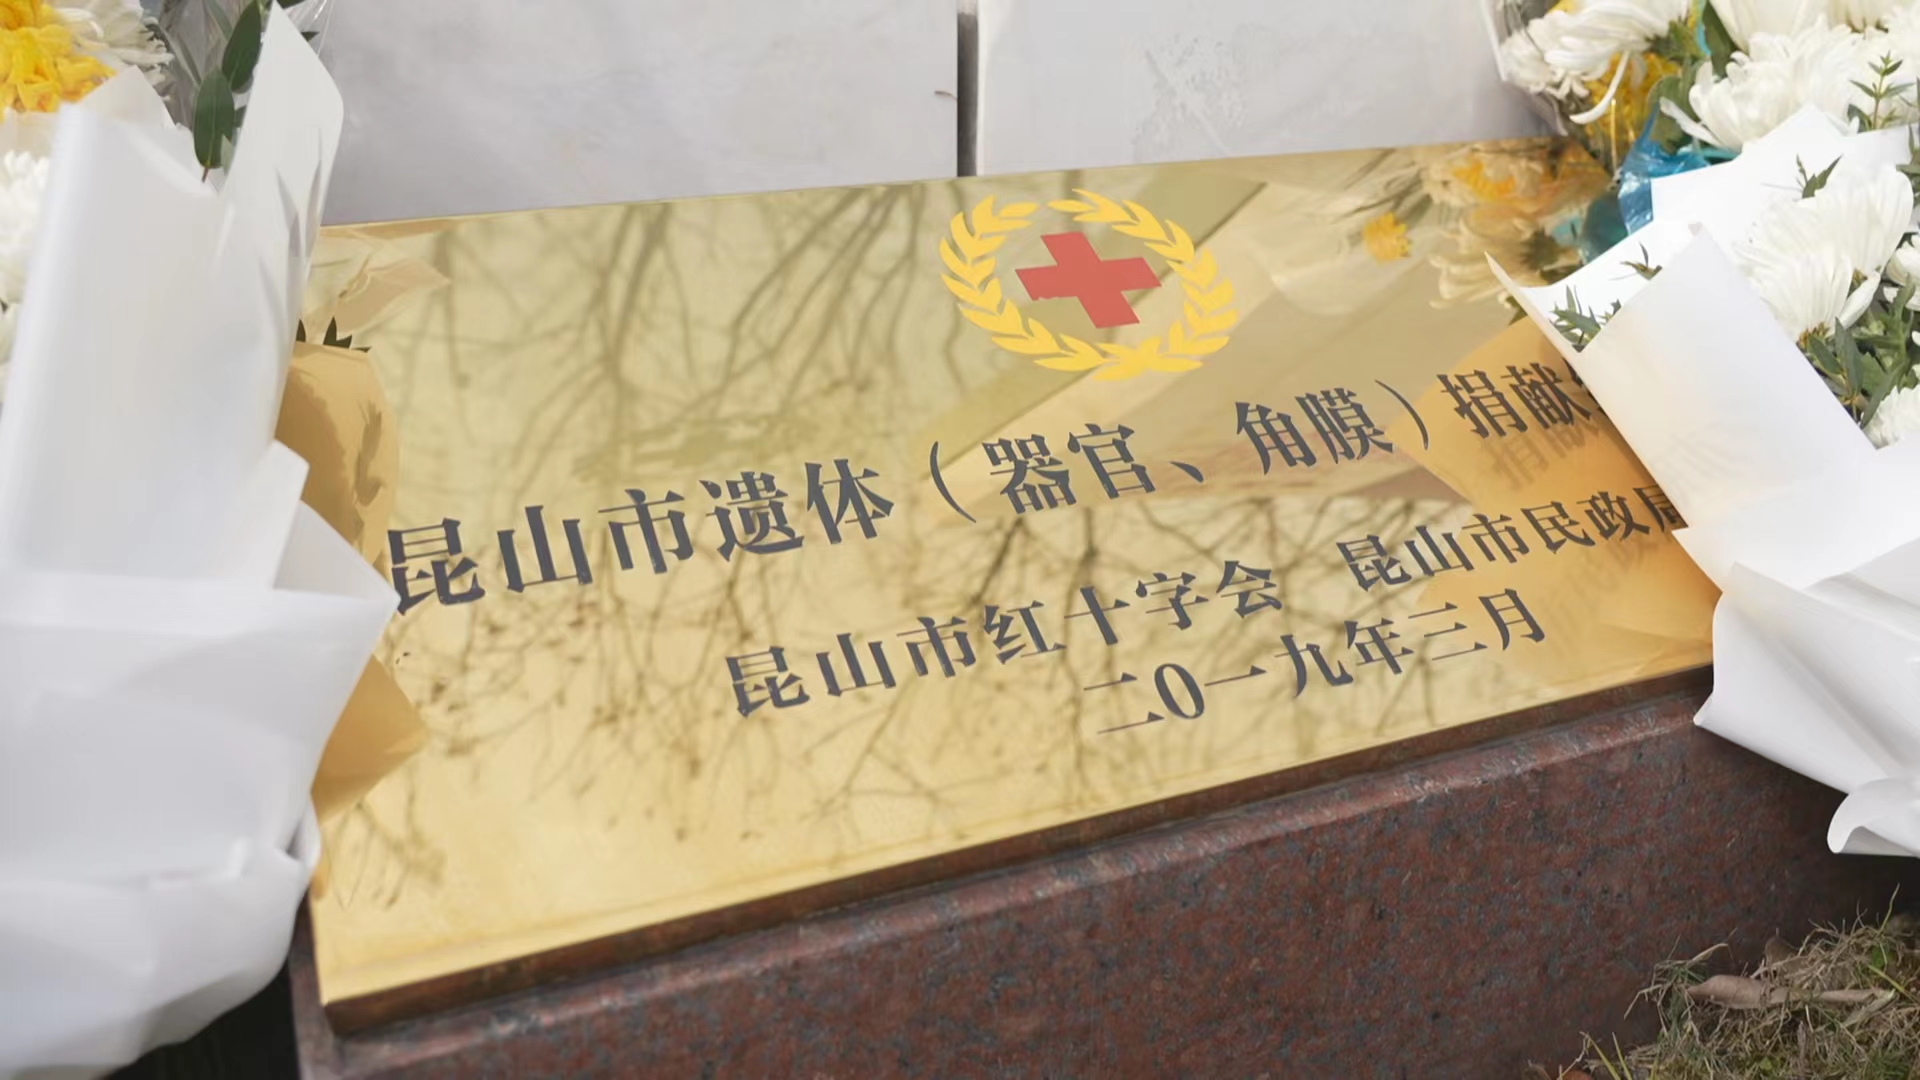 昆山市遗体（器官、角膜）捐献
昆山市红十字会 昆山市民政局
二0一九年三月